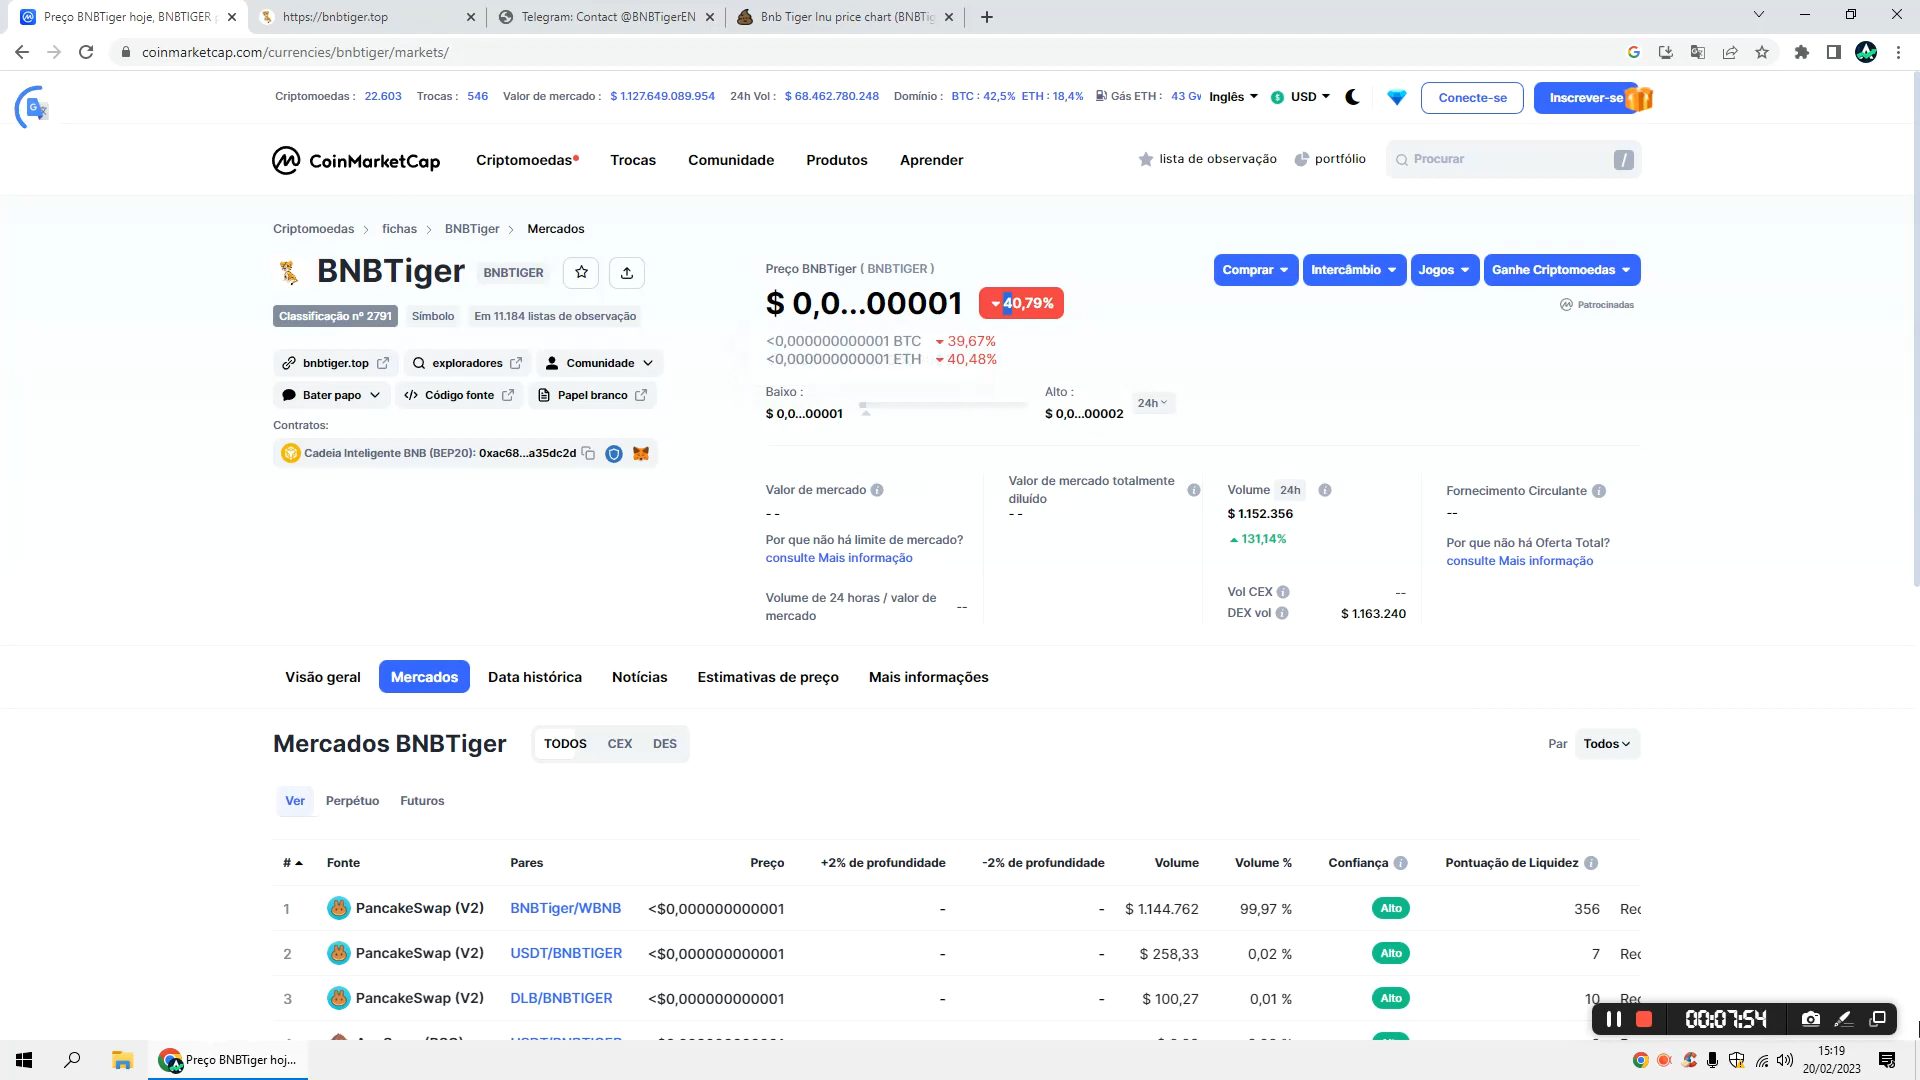 Preço BNBTiger hoje, BNBTIGER
https://bnbtiger.top
Telegram: Contact @BNBTigerEN
Bnb Tiger Inu price chart (BNBTig
coinmarketcap.com/currencies/bnbtiger/markets/
Criptomoedas : 22.603 Trocas : 546 Valor de mercado : $ 1.127.649.089.954 24h Vol : $ 68.462.780.248 Domínio : BTC : 42,5% ETH : 18,4% Gás ETH : 43 Gw Inglês USD Conecte-se Inscrever-se
CoinMarketCap Criptomoedas Trocas Comunidade Produtos Aprender lista de observação portfólio Procurar /
Criptomoedas > fichas > BNBTiger > Mercados
BNBTiger BNBTIGER
Classificação nº 2791 Símbolo Em 11.184 listas de observação
bnbtiger.top exploradores Comunidade
Bater papo </> Código fonte Papel branco
Contratos:
Cadeia Inteligente BNB (BEP20): 0xac68...a35dc2d
Preço BNBTiger ( BNBTIGER )
$ 0,0...00001 40,79%
<0,000000000001 BTC 39,67%
<0,000000000001 ETH 40,48%
Baixo : Alto :
$ 0,0...00001 $ 0,0...00002 24h
Comprar Intercâmbio Jogos Ganhe Criptomoedas
Patrocinadas
Valor de mercado
- -
Por que não há limite de mercado?
consulte Mais informação
Volume de 24 horas / valor de
mercado --
Valor de mercado totalmente
diluído
- -
Volume 24h
$ 1.152.356
131,14%
Vol CEX --
DEX vol $ 1.163.240
Fornecimento Circulante
--
Por que não há Oferta Total?
consulte Mais informação
Visão geral Mercados Data histórica Notícias Estimativas de preço Mais informações
Mercados BNBTiger TODOS CEX DES Par Todos
Ver Perpétuo Futuros
# Fonte Pares Preço +2% de profundidade -2% de profundidade Volume Volume % Confiança Pontuação de Liquidez
1 PancakeSwap (V2) BNBTiger/WBNB <$0,000000000001 - - $ 1.144.762 99,97 % Alto 356 Rec
2 PancakeSwap (V2) USDT/BNBTIGER <$0,000000000001 - - $ 258,33 0,02 % Alto 7 Rec
3 PancakeSwap (V2) DLB/BNBTIGER <$0,000000000001 - - $ 100,27 0,01 % Alto 10 Rec
00:07:54
Preço BNBTiger hoj...
15:19
20/02/2023